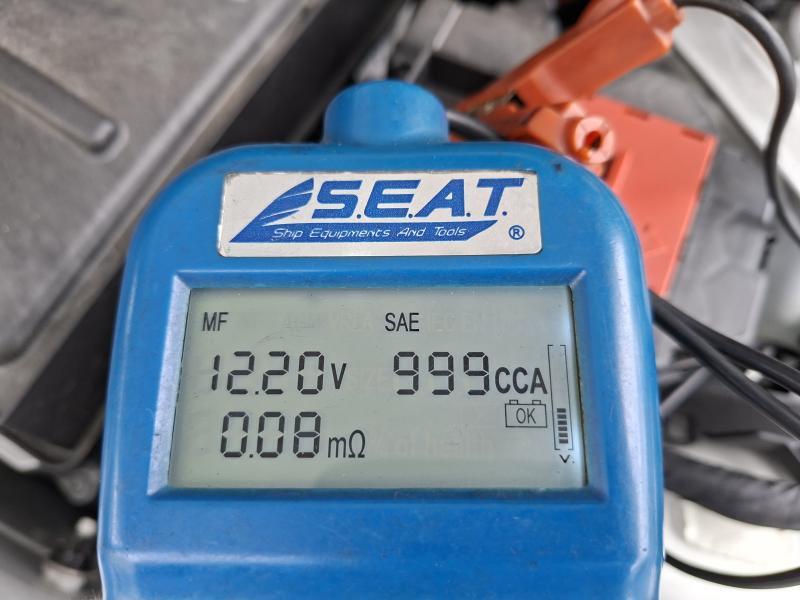 S.E.A.T.
Ship Equipments And Tools ®
MF SAE
12.20V 999CCA
OK
0.08mΩ